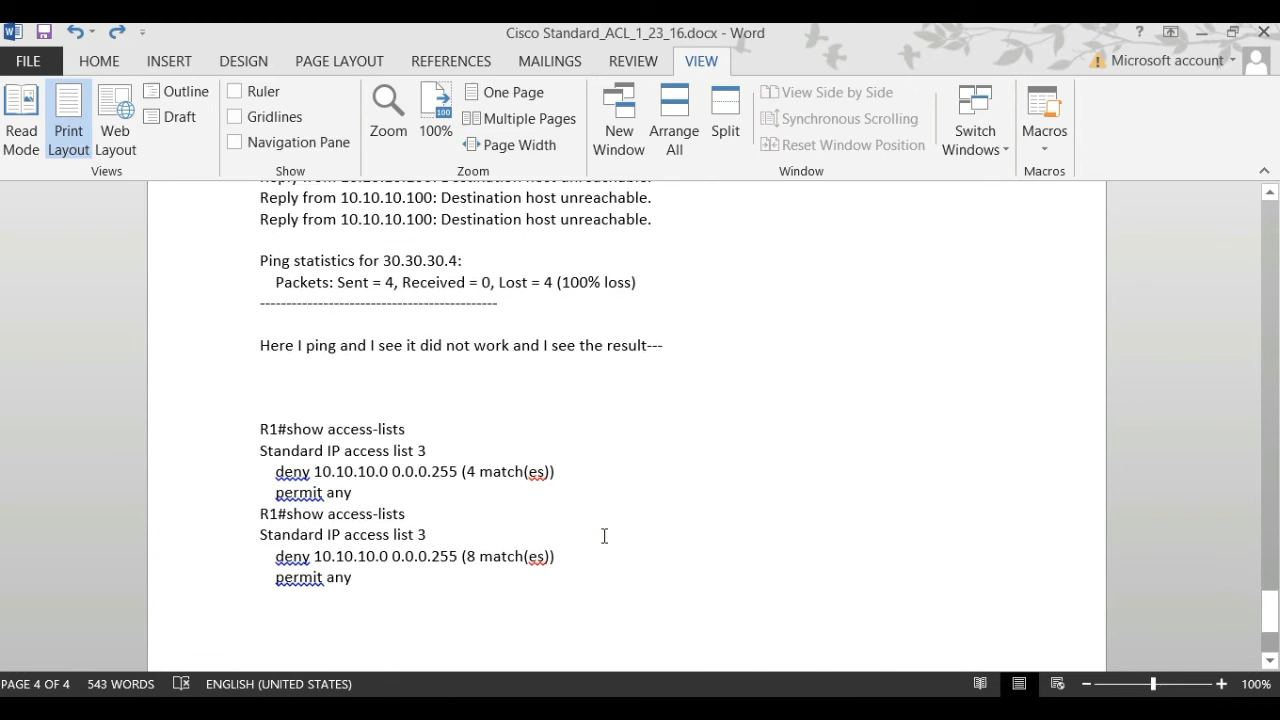 Cisco Standard_ACL_1_23_16.docx - Word
?
FILE HOME INSERT DESIGN PAGE LAYOUT REFERENCES MAILINGS REVIEW VIEW Microsoft account
Read Mode
Print Layout
Web Layout
Outline
Draft
Views
Ruler
Gridlines
Navigation Pane
Show
Zoom
100
100%
One Page
Multiple Pages
Page Width
Zoom
New Window
Arrange All
Split
View Side by Side
Synchronous Scrolling
Reset Window Position
Window
Switch Windows
Macros
Macros
Destination host unreachable.
Reply from 10.10.10.100: Destination host unreachable.
Reply from 10.10.10.100: Destination host unreachable.
Ping statistics for 30.30.30.4:
Packets: Sent = 4, Received = 0, Lost = 4 (100% loss)
---------------------------------------------
Here I ping and I see it did not work and I see the result---
R1#show access-lists
Standard IP access list 3
deny 10.10.10.0 0.0.0.255 (4 match(es))
permit any
R1#show access-lists
Standard IP access list 3
deny 10.10.10.0 0.0.0.255 (8 match(es))
permit any
PAGE 4 OF 4 543 WORDS ENGLISH (UNITED STATES) 100%